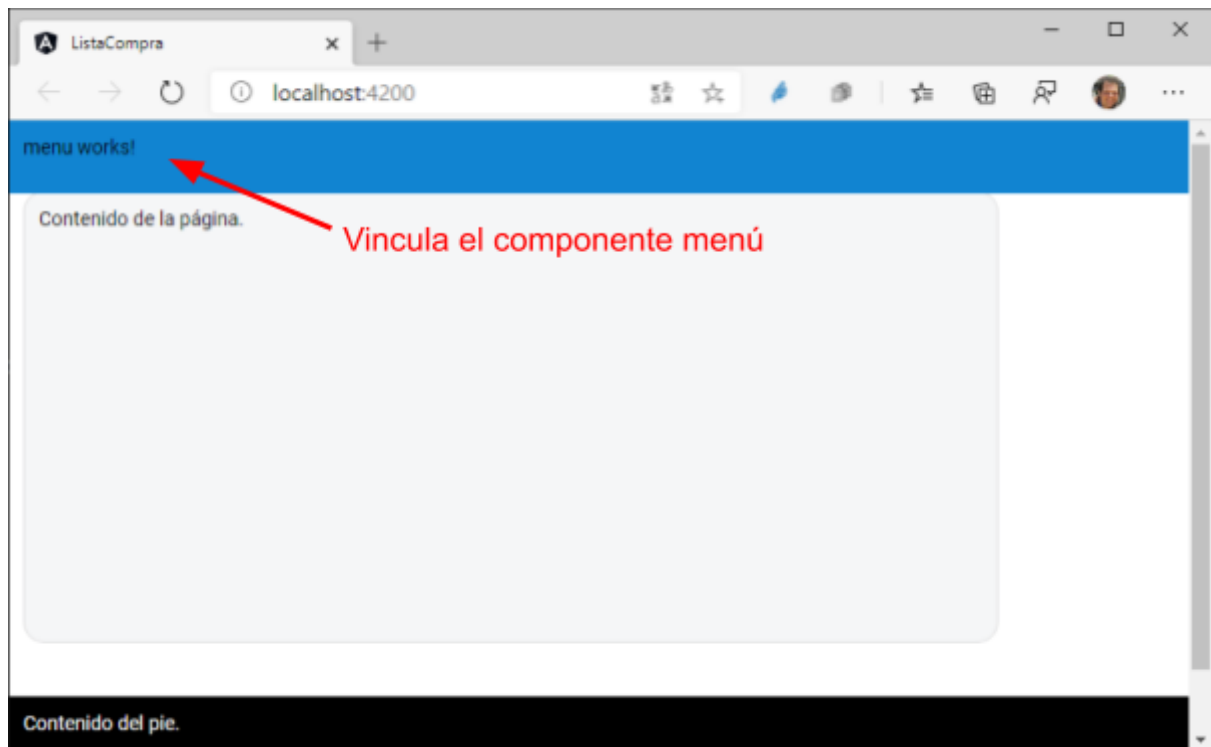 ListaCompra
localhost:4200
menu works!
Contenido de la página.
Vincula el componente menú
Contenido del pie.